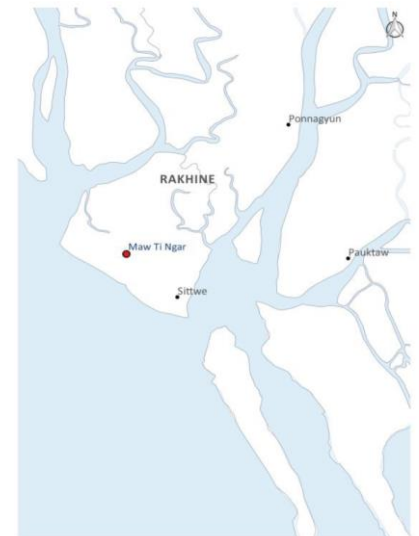 N
Ponnagyun
RAKHINE
Maw Ti Ngar
Pauktaw
Sittwe